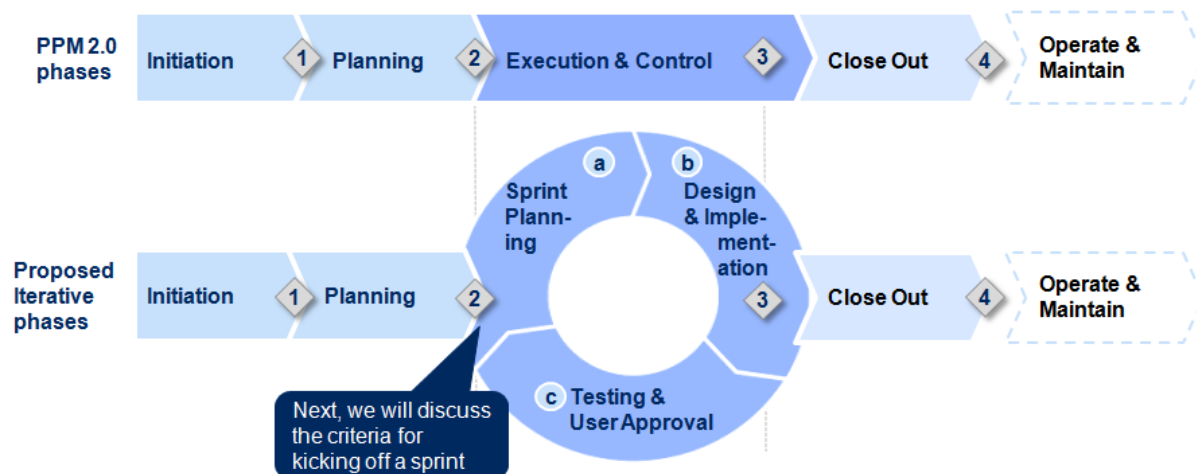 PPM 2.0
phases
Initiation
1
Planning
2
Execution & Control
3
Close Out
4
Operate &
Maintain
a
Sprint
Plann-
ing
b
Design
& Imple-
ment-
ation
Proposed
Iterative
phases
Initiation
1
Planning
2
3
Close Out
4
Operate &
Maintain
c
Testing &
User Approval
Next, we will discuss
the criteria for
kicking off a sprint